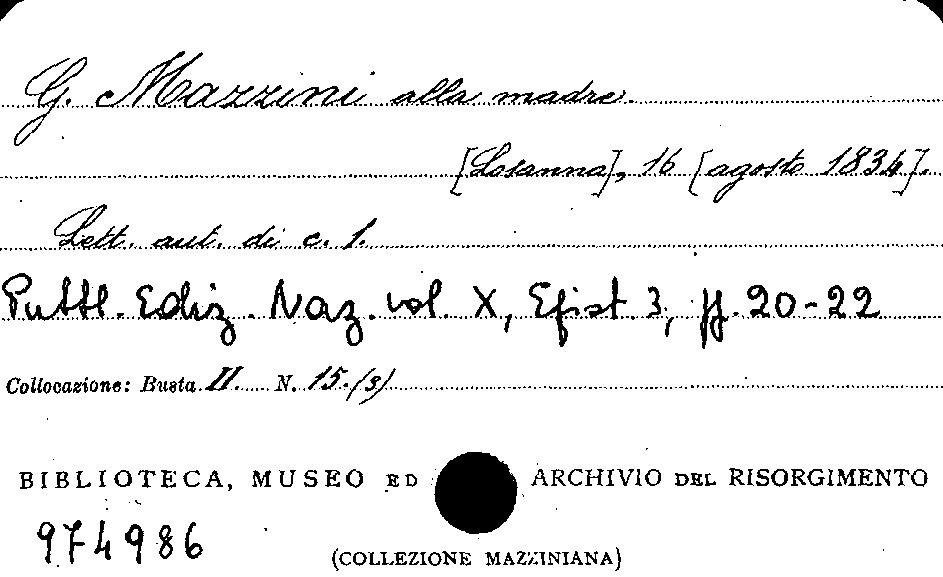 G. Mazzini alla madre.
[Losanna], 16 [agosto 1834].
Lett. aut. di c. 1.
Pubbl. Ediz. Naz. vol. X, Epist. 3, pp. 20-22
Collocazione: Busta II. N. 15. (3)
BIBLIOTECA, MUSEO ED ARCHIVIO DEL RISORGIMENTO
974986
(COLLEZIONE MAZZINIANA)